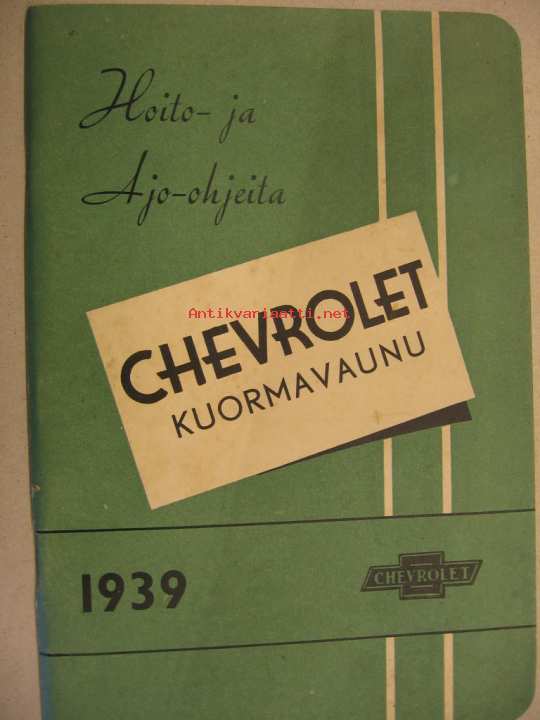 Hoito- ja
Ajo-ohjeita
Antikvariaatti.net
CHEVROLET
KUORMAVAUNU
1939
CHEVROLET